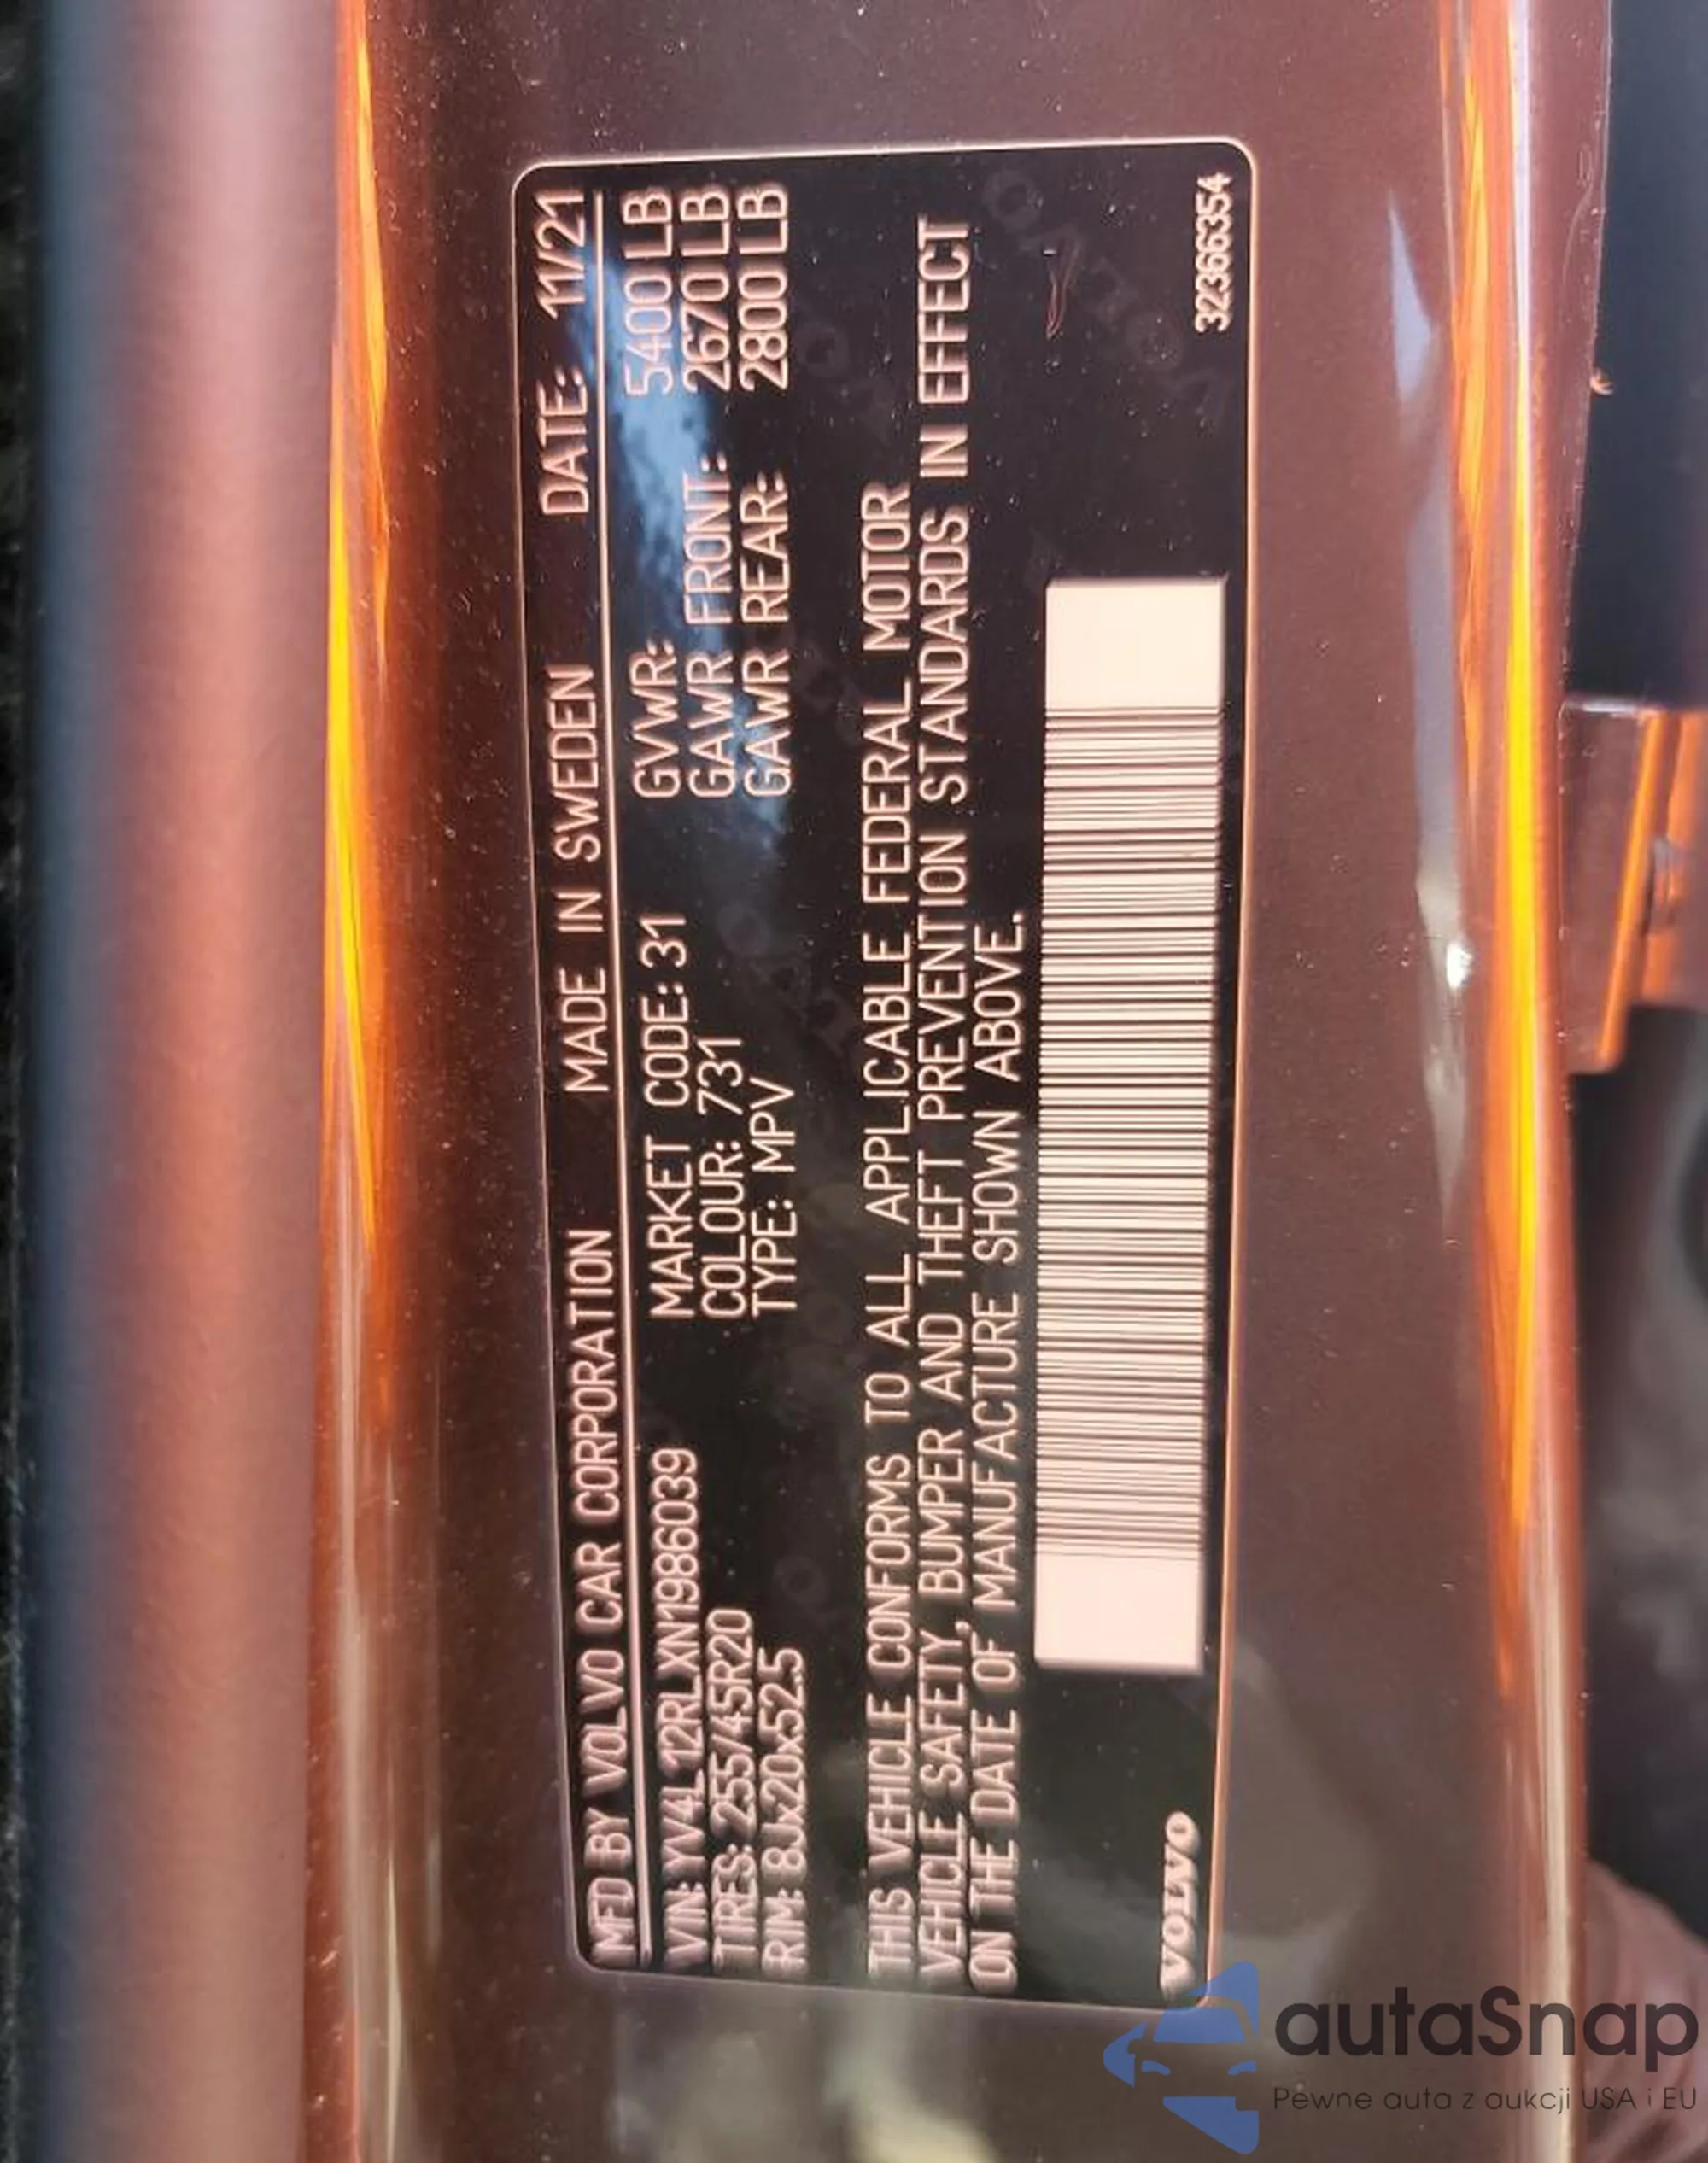 MFD BY VOLVO CAR CORPORATION MADE IN SWEDEN DATE: 11/21
VIN: YV4L12RLXN1986039 MARKET CODE: 31 GVWR: 5400 LB
TIRES: 255/45R20 COLOUR: 731 GAWR FRONT: 2670 LB
RIM: 8Jx20x52.5 TYPE: MPV GAWR REAR: 2800 LB
THIS VEHICLE CONFORMS TO ALL APPLICABLE FEDERAL MOTOR
VEHICLE SAFETY, BUMPER AND THEFT PREVENTION STANDARDS IN EFFECT
ON THE DATE OF MANUFACTURE SHOWN ABOVE.
VOLVO 32366354
autaSnap
Pewne auta z aukcji USA i EU